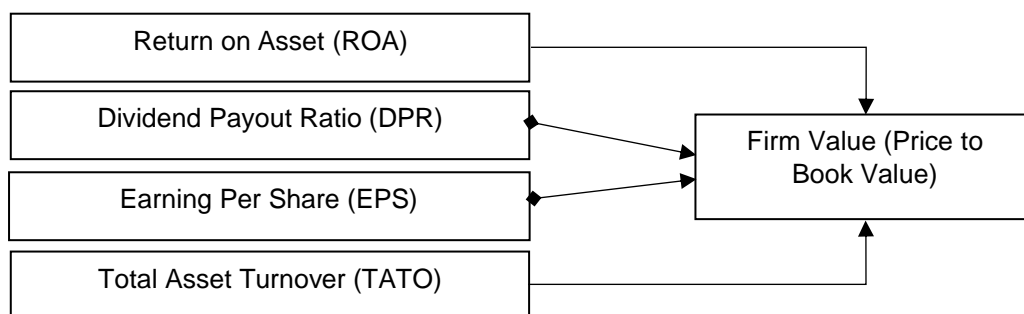 Return on Asset (ROA)
Dividend Payout Ratio (DPR)
Firm Value (Price to
Book Value)
Earning Per Share (EPS)
Total Asset Turnover (TATO)